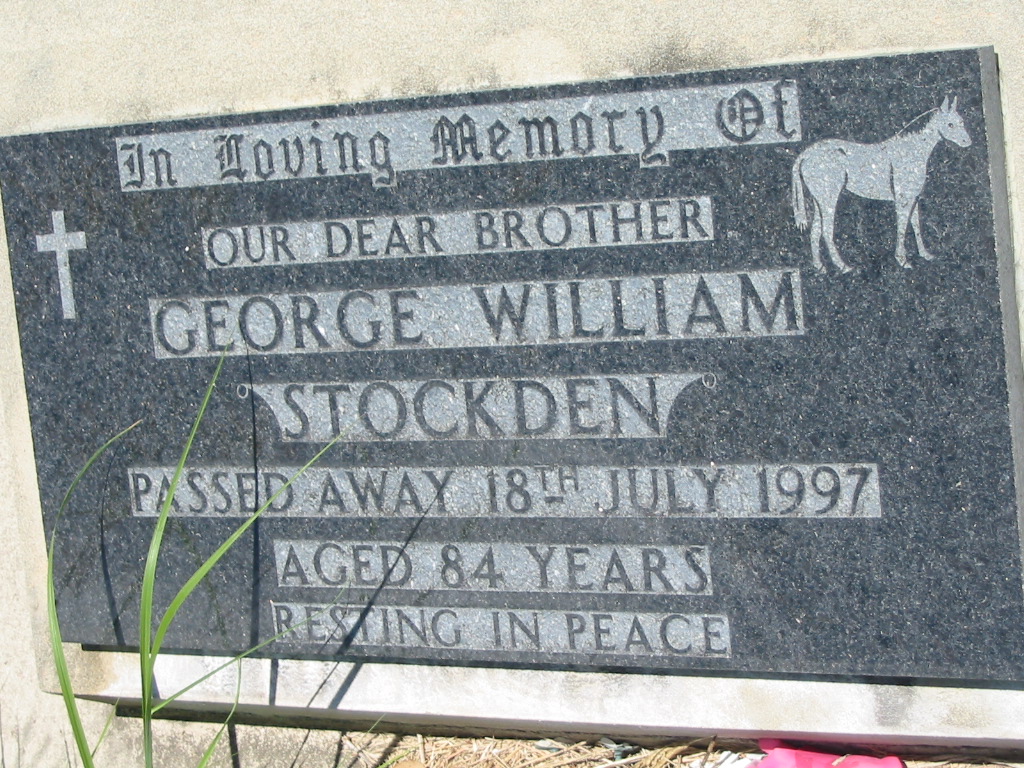 In Loving Memory Of
OUR DEAR BROTHER
GEORGE WILLIAM
STOCKDEN
PASSED AWAY 18TH JULY 1997
AGED 84 YEARS
RESTING IN PEACE